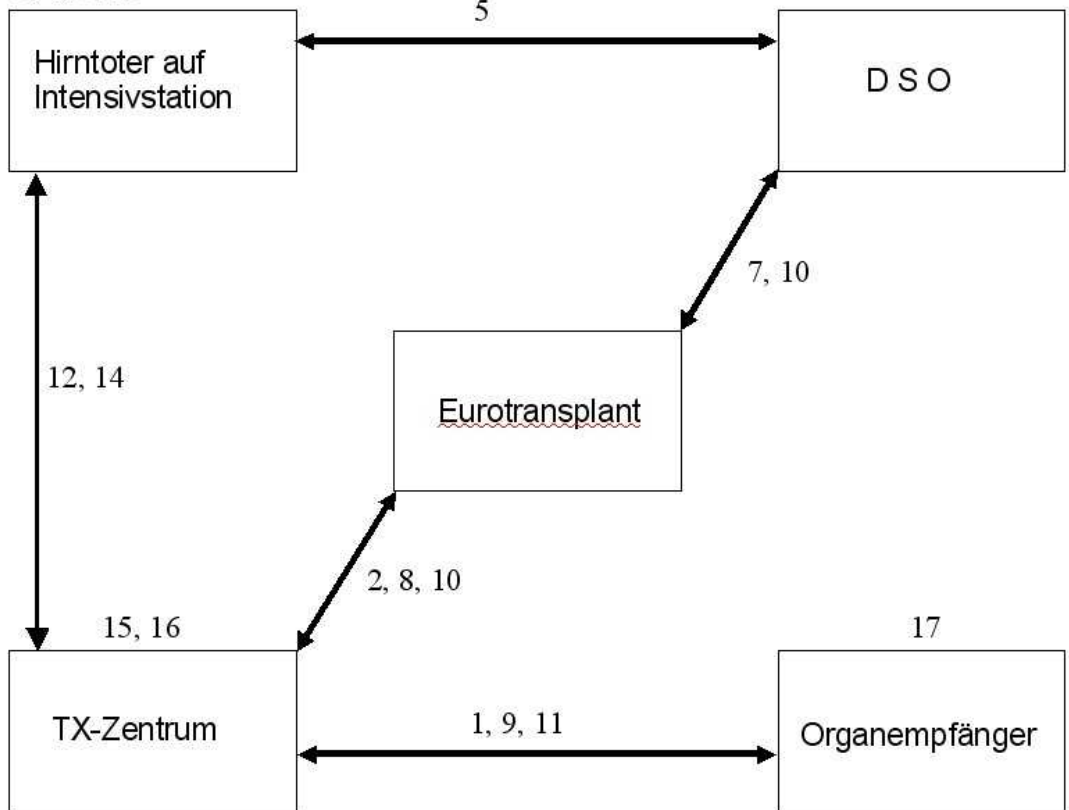 5
Hirntoter auf
Intensivstation
D S O
7, 10
12, 14
Eurotransplant
2, 8, 10
15, 16
17
TX-Zentrum
1, 9, 11
Organempfänger